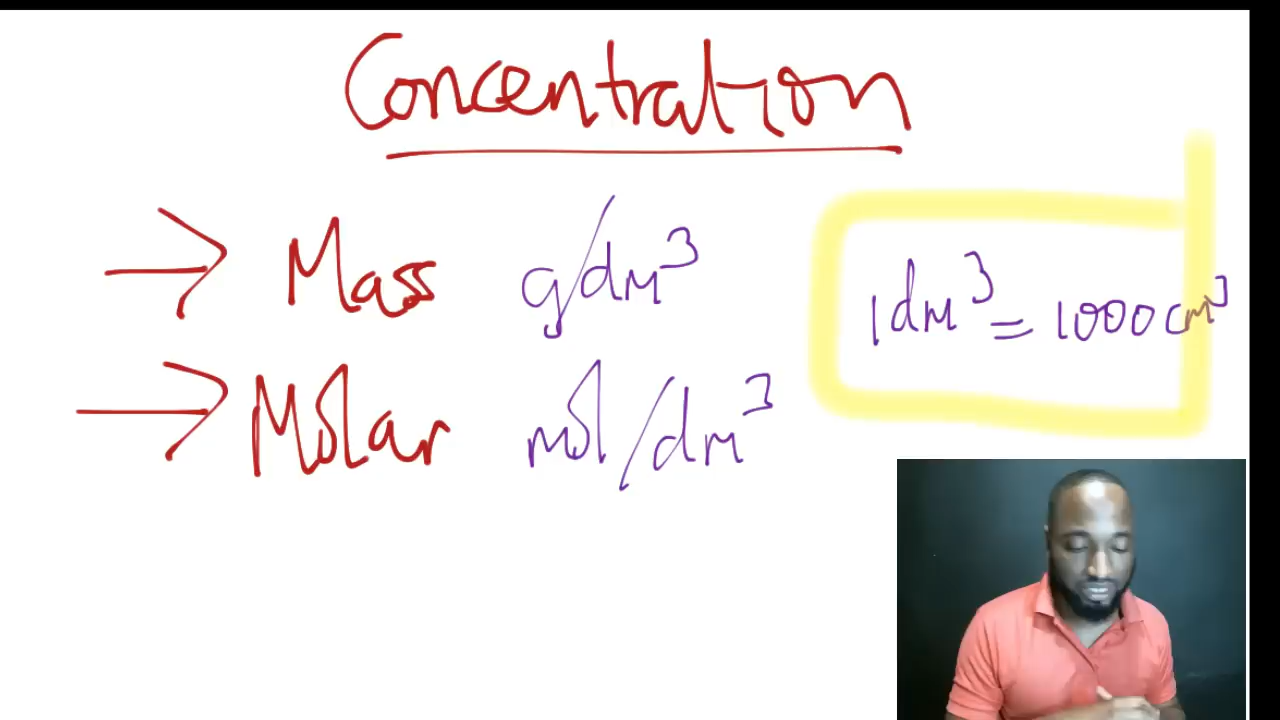 Concentration
→ Mass g/dm³
1dm³ = 1000cm³
→ Molar mol/dm³